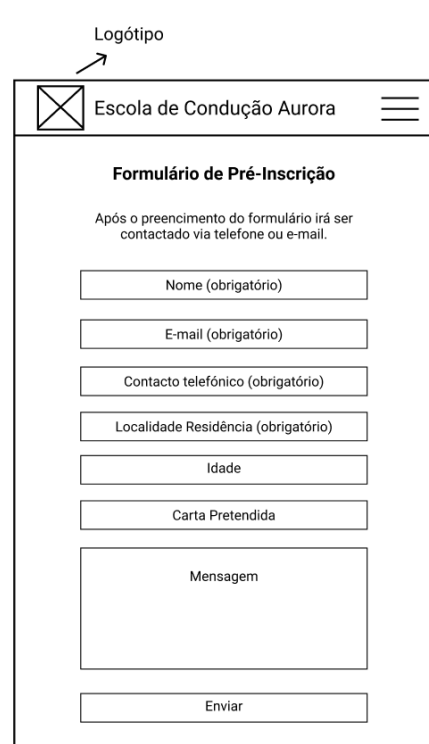 Logótipo
Escola de Condução Aurora
Formulário de Pré-Inscrição
Após o preencimento do formulário irá ser
contactado via telefone ou e-mail.
Nome (obrigatório)
E-mail (obrigatório)
Contacto telefónico (obrigatório)
Localidade Residência (obrigatório)
Idade
Carta Pretendida
Mensagem
Enviar